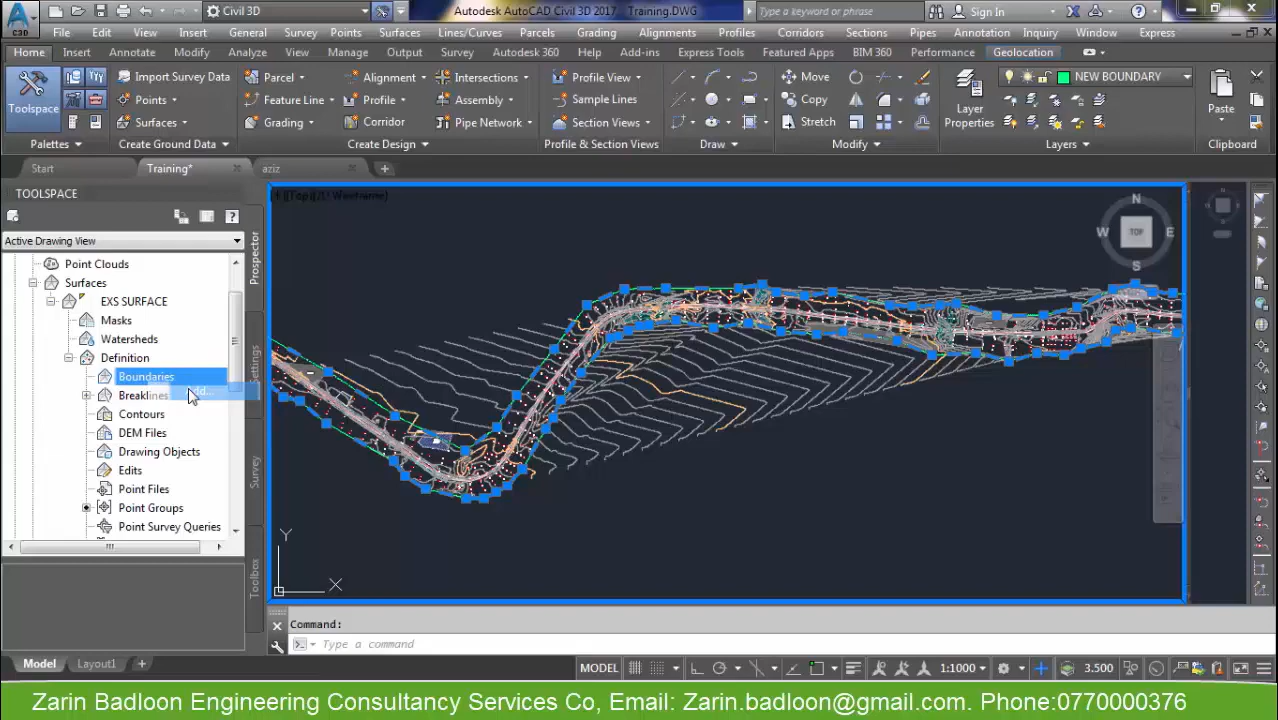 Civil 3D
Autodesk AutoCAD Civil 3D 2017 Training.DWG
Type a keyword or phrase
Sign In
C3D
File Edit View Insert General Survey Points Surfaces Lines/Curves Parcels Grading Alignments Profiles Corridors Sections Pipes Annotation Inquiry Window Express
Home Insert Annotate Modify Analyze View Manage Output Survey Autodesk 360 Help Add-ins Express Tools Featured Apps BIM 360 Performance Geolocation
Import Survey Data Parcel Alignment Intersections Profile View Move NEW BOUNDARY
Toolspace Points Feature Line Profile Assembly Sample Lines Copy Layer Properties Paste
Surfaces Grading Corridor Pipe Network Section Views Stretch
Palettes Create Ground Data Create Design Profile & Section Views Draw Modify Layers Clipboard
Start Training* aziz
TOOLSPACE
Active Drawing View
Point Clouds
Surfaces
EXS SURFACE
Masks
Watersheds
Definition
Boundaries
Breaklines
Contours
DEM Files
Drawing Objects
Edits
Point Files
Point Groups
Point Survey Queries
Prospector
Settings
Survey
Toolbox
N
W TOP E
S
Y
X
Command:
Type a command
Model Layout1
MODEL 1:1000 3.500
Zarin Badloon Engineering Consultancy Services Co, Email: Zarin.badloon@gmail.com. Phone:0770000376